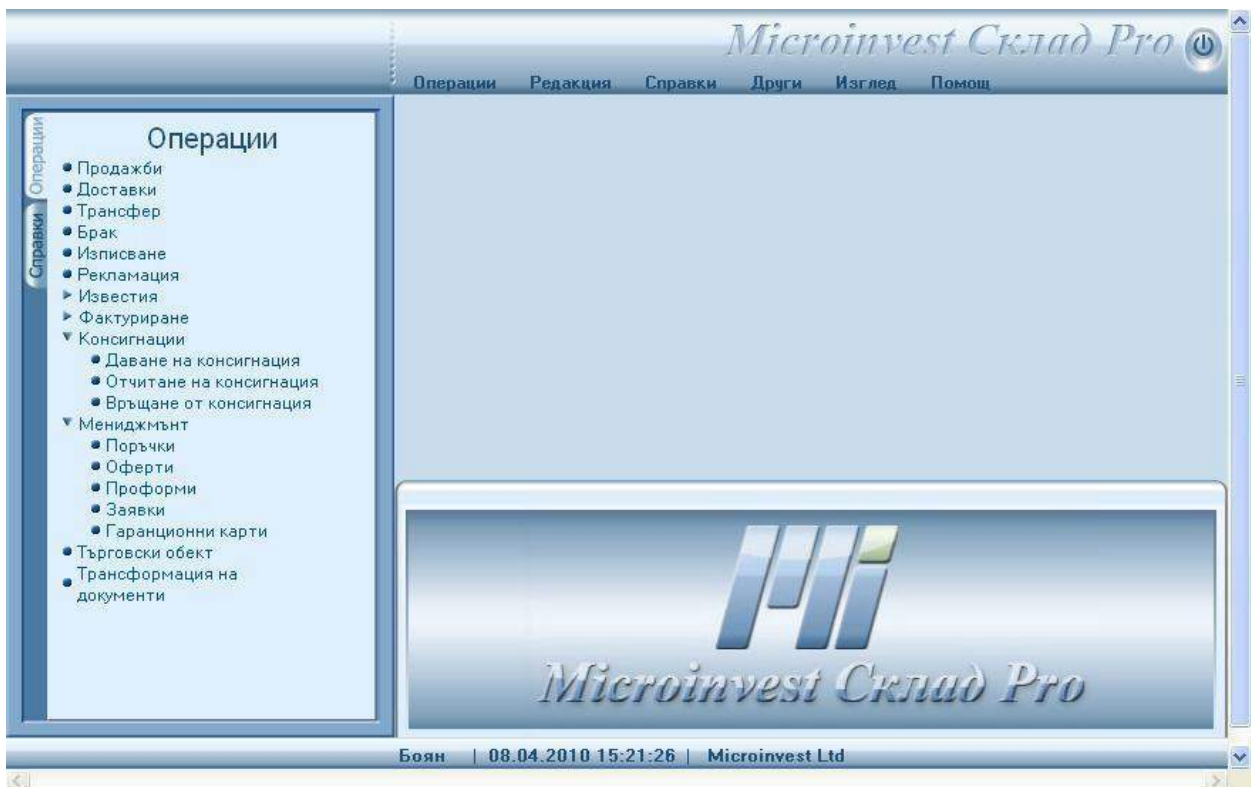 Microinvest Склад Pro
Операции Редакция Справки Други Изглед Помощ
Операции
Справки
Операции
Продажби
Доставки
Трансфер
Брак
Изписване
Рекламация
Известия
Фактуриране
Консигнации
Даване на консигнация
Отчитане на консигнация
Връщане от консигнация
Мениджмънт
Поръчки
Оферти
Проформи
Заявки
Гаранционни карти
Търговски обект
Трансформация на
документи
Microinvest Склад Pro
Боян | 08.04.2010 15:21:26 | Microinvest Ltd